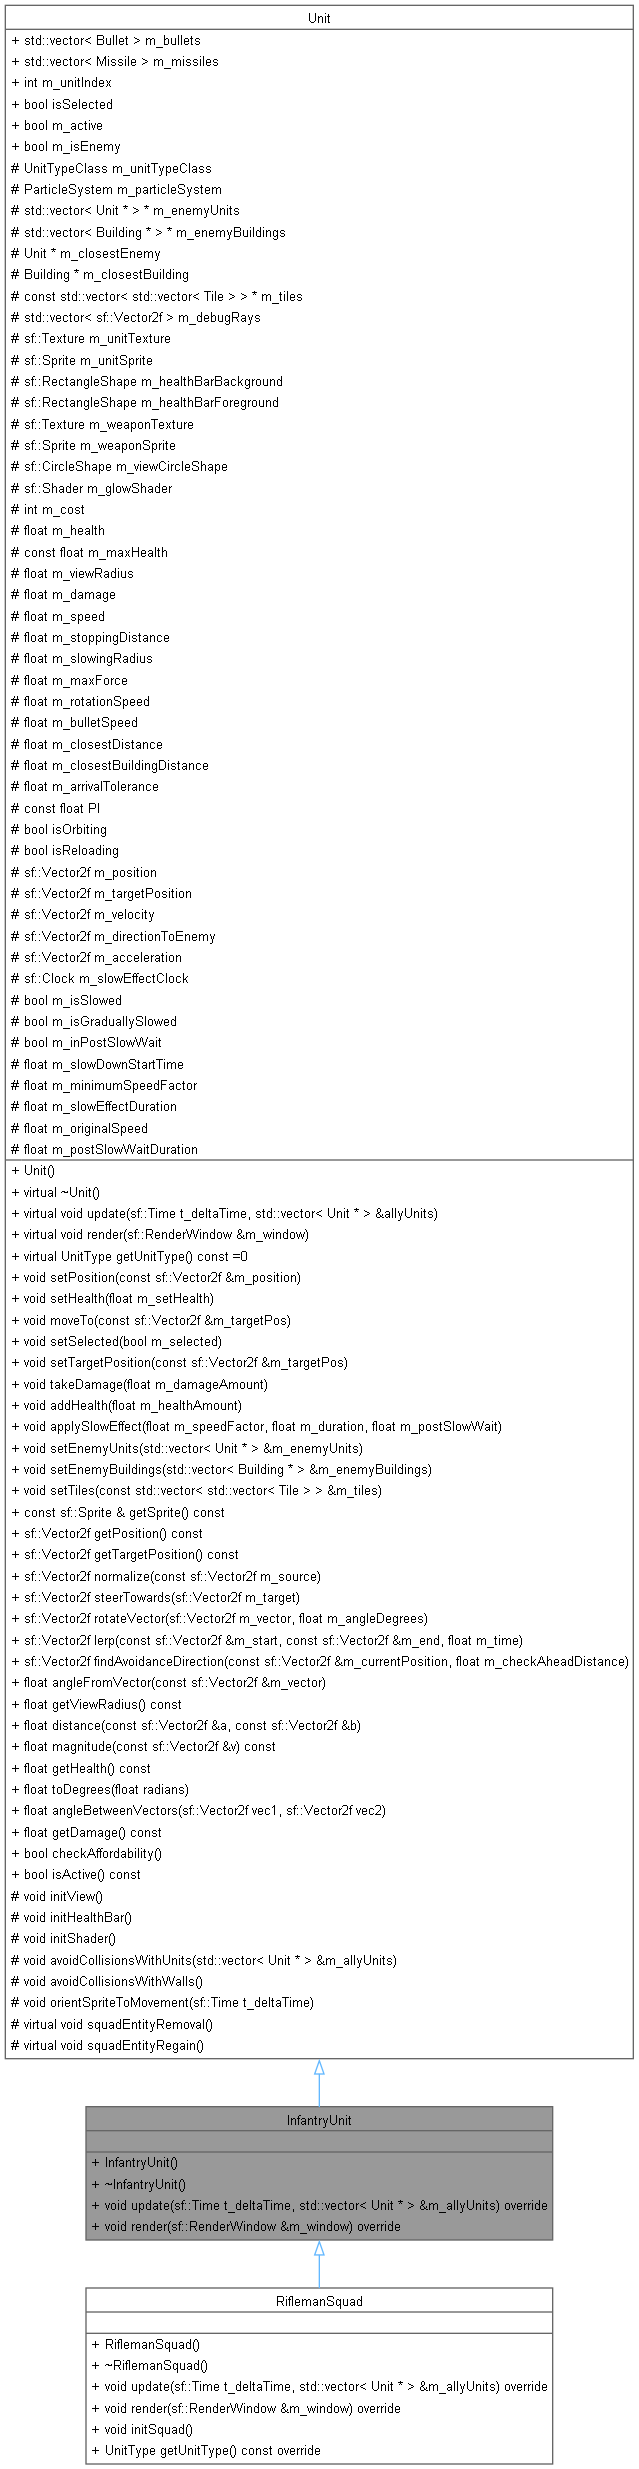 Unit
+ std::vector< Bullet > m_bullets
+ std::vector< Missile > m_missiles
+ int m_unitIndex
+ bool isSelected
+ bool m_active
+ bool m_isEnemy
# UnitTypeClass m_unitTypeClass
# ParticleSystem m_particleSystem
# std::vector< Unit * > * m_enemyUnits
# std::vector< Building * > * m_enemyBuildings
# Unit * m_closestEnemy
# Building * m_closestBuilding
# const std::vector< std::vector< Tile > > * m_tiles
# std::vector< sf::Vector2f > m_debugRays
# sf::Texture m_unitTexture
# sf::Sprite m_unitSprite
# sf::RectangleShape m_healthBarBackground
# sf::RectangleShape m_healthBarForeground
# sf::Texture m_weaponTexture
# sf::Sprite m_weaponSprite
# sf::CircleShape m_viewCircleShape
# sf::Shader m_glowShader
# int m_cost
# float m_health
# const float m_maxHealth
# float m_viewRadius
# float m_damage
# float m_speed
# float m_stoppingDistance
# float m_slowingRadius
# float m_maxForce
# float m_rotationSpeed
# float m_bulletSpeed
# float m_closestDistance
# float m_closestBuildingDistance
# float m_arrivalTolerance
# const float PI
# bool isOrbiting
# bool isReloading
# sf::Vector2f m_position
# sf::Vector2f m_targetPosition
# sf::Vector2f m_velocity
# sf::Vector2f m_directionToEnemy
# sf::Vector2f m_acceleration
# sf::Clock m_slowEffectClock
# bool m_isSlowed
# bool m_isGraduallySlowed
# bool m_inPostSlowWait
# float m_slowDownStartTime
# float m_minimumSpeedFactor
# float m_slowEffectDuration
# float m_originalSpeed
# float m_postSlowWaitDuration
+ Unit()
+ virtual ~Unit()
+ virtual void update(sf::Time t_deltaTime, std::vector< Unit * > &allyUnits)
+ virtual void render(sf::RenderWindow &m_window)
+ virtual UnitType getUnitType() const =0
+ void setPosition(const sf::Vector2f &m_position)
+ void setHealth(float m_setHealth)
+ void moveTo(const sf::Vector2f &m_targetPos)
+ void setSelected(bool m_selected)
+ void setTargetPosition(const sf::Vector2f &m_targetPos)
+ void takeDamage(float m_damageAmount)
+ void addHealth(float m_healthAmount)
+ void applySlowEffect(float m_speedFactor, float m_duration, float m_postSlowWait)
+ void setEnemyUnits(std::vector< Unit * > &m_enemyUnits)
+ void setEnemyBuildings(std::vector< Building * > &m_enemyBuildings)
+ void setTiles(const std::vector< std::vector< Tile > > &m_tiles)
+ const sf::Sprite & getSprite() const
+ sf::Vector2f getPosition() const
+ sf::Vector2f getTargetPosition() const
+ sf::Vector2f normalize(const sf::Vector2f m_source)
+ sf::Vector2f steerTowards(sf::Vector2f m_target)
+ sf::Vector2f rotateVector(sf::Vector2f m_vector, float m_angleDegrees)
+ sf::Vector2f lerp(const sf::Vector2f &m_start, const sf::Vector2f &m_end, float m_time)
+ sf::Vector2f findAvoidanceDirection(const sf::Vector2f &m_currentPosition, float m_checkAheadDistance)
+ float angleFromVector(const sf::Vector2f &m_vector)
+ float getViewRadius() const
+ float distance(const sf::Vector2f &a, const sf::Vector2f &b)
+ float magnitude(const sf::Vector2f &v) const
+ float getHealth() const
+ float toDegrees(float radians)
+ float angleBetweenVectors(sf::Vector2f vec1, sf::Vector2f vec2)
+ float getDamage() const
+ bool checkAffordability()
+ bool isActive() const
# void initView()
# void initHealthBar()
# void initShader()
# void avoidCollisionsWithUnits(std::vector< Unit * > &m_allyUnits)
# void avoidCollisionsWithWalls()
# void orientSpriteToMovement(sf::Time t_deltaTime)
# virtual void squadEntityRemoval()
# virtual void squadEntityRegain()
InfantryUnit
+ InfantryUnit()
+ ~InfantryUnit()
+ void update(sf::Time t_deltaTime, std::vector< Unit * > &m_allyUnits) override
+ void render(sf::RenderWindow &m_window) override
RiflemanSquad
+ RiflemanSquad()
+ ~RiflemanSquad()
+ void update(sf::Time t_deltaTime, std::vector< Unit * > &m_allyUnits) override
+ void render(sf::RenderWindow &m_window) override
+ void initSquad()
+ UnitType getUnitType() const override